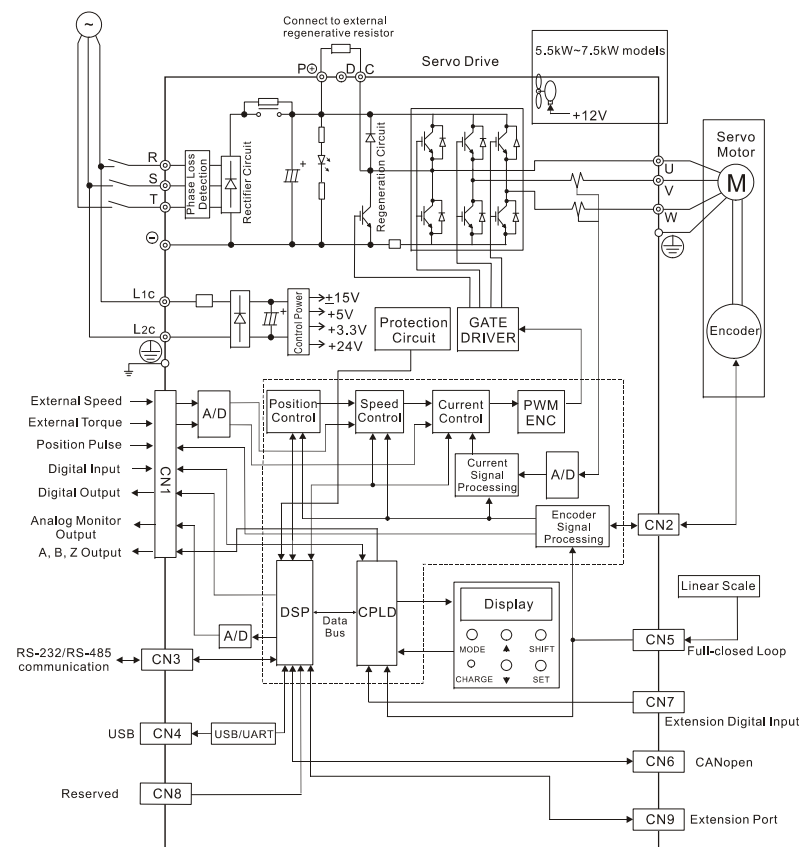 ~
Connect to external
regenerative resistor
P⊕
D
C
Servo Drive
5.5kW~7.5kW models
+12V
Servo
Motor
M
Encoder
R
S
T
Phase Loss
Detection
Rectifier Circuit
+
Regeneration Circuit
U
V
W
⊖
L1C
L2C
+
Control Power
±15V
+5V
+3.3V
+24V
Protection
Circuit
GATE
DRIVER
External Speed
External Torque
Position Pulse
Digital Input
Digital Output
Analog Monitor
Output
A, B, Z Output
CN1
A/D
Position
Control
Speed
Control
Current
Control
PWM
ENC
Current
Signal
Processing
A/D
Encoder
Signal
Processing
CN2
DSP
Data
Bus
CPLD
A/D
Display
MODE
SHIFT
CHARGE
SET
Linear Scale
CN5
Full-closed Loop
RS-232/RS-485
communication
CN3
CN7
Extension Digital Input
USB
CN4
USB/UART
CN6
CANopen
Reserved
CN8
CN9
Extension Port